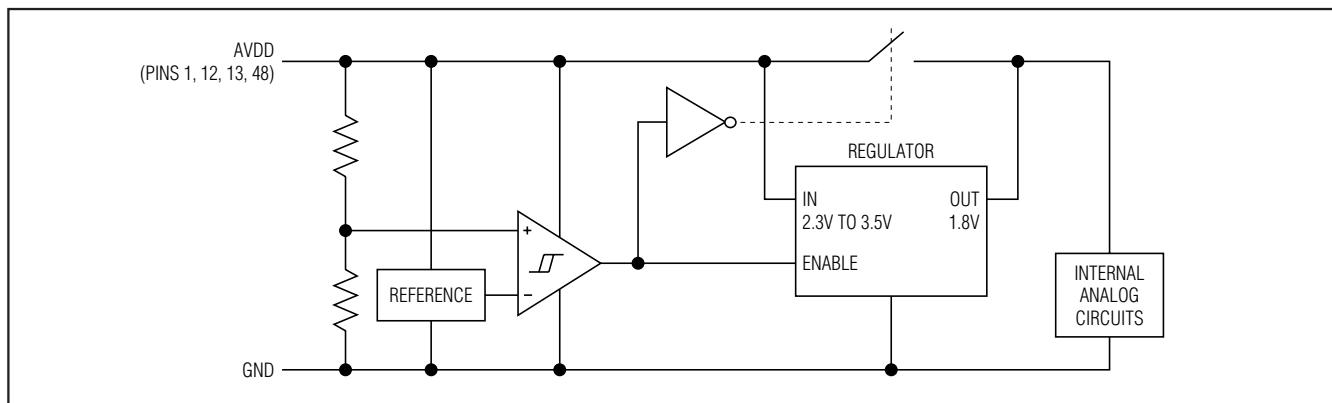 AVDD
(PINS 1, 12, 13, 48)
REGULATOR
IN
2.3V TO 3.5V
OUT
1.8V
ENABLE
+
−
REFERENCE
INTERNAL
ANALOG
CIRCUITS
GND